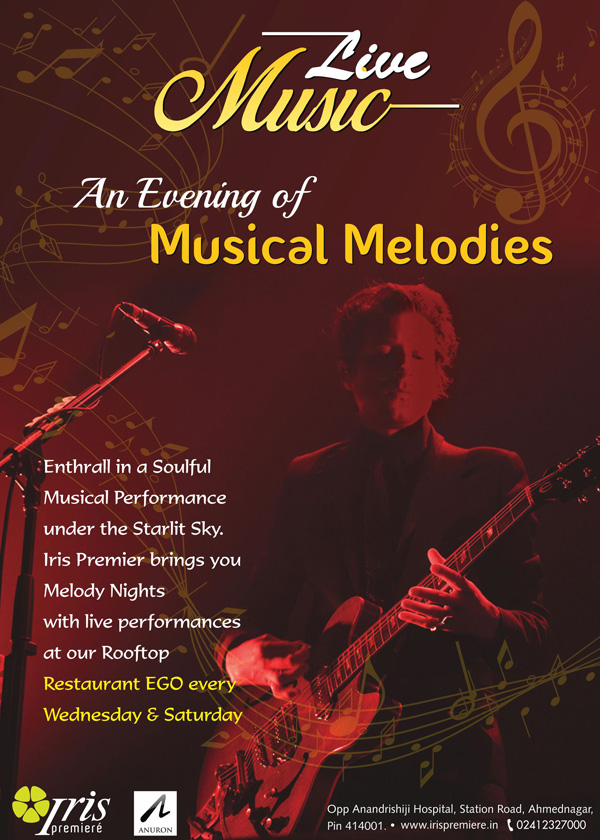 Live
Music
An Evening of
Musical Melodies
Enthrall in a Soulful
Musical Performance
under the Starlit Sky.
Iris Premier brings you
Melody Nights
with live performances
at our Rooftop
Restaurant EGO every
Wednesday & Saturday
Iris
premieré
ANURON
Opp Anandrishiji Hospital, Station Road, Ahmednagar,
Pin 414001. • www.irispremiere.in 02412327000